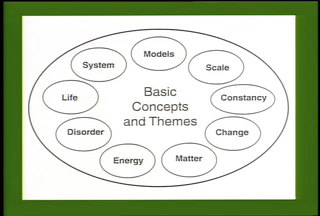 Models
System
Scale
Life
Basic
Concepts
and Themes
Constancy
Disorder
Change
Energy
Matter